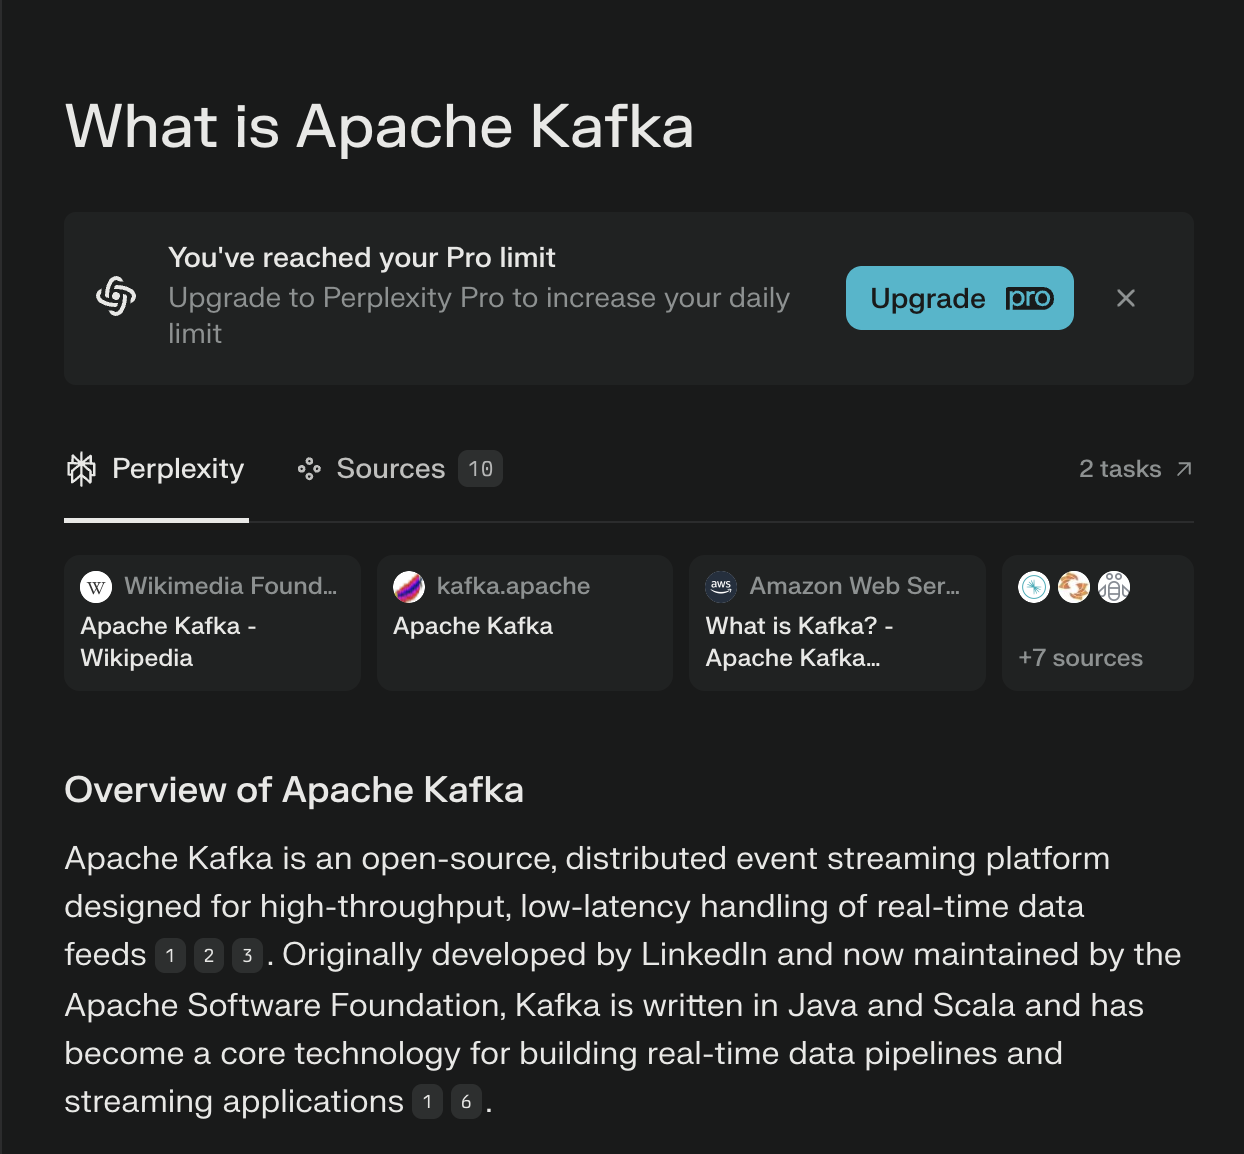 What is Apache Kafka
You've reached your Pro limit
Upgrade to Perplexity Pro to increase your daily
limit
Upgrade pro
Perplexity
Sources 10
2 tasks
W Wikimedia Found...
Apache Kafka -
Wikipedia
kafka.apache
Apache Kafka
aws Amazon Web Ser...
What is Kafka? -
Apache Kafka...
+7 sources
Overview of Apache Kafka
Apache Kafka is an open-source, distributed event streaming platform
designed for high-throughput, low-latency handling of real-time data
feeds 1 2 3 . Originally developed by LinkedIn and now maintained by the
Apache Software Foundation, Kafka is written in Java and Scala and has
become a core technology for building real-time data pipelines and
streaming applications 1 6 .